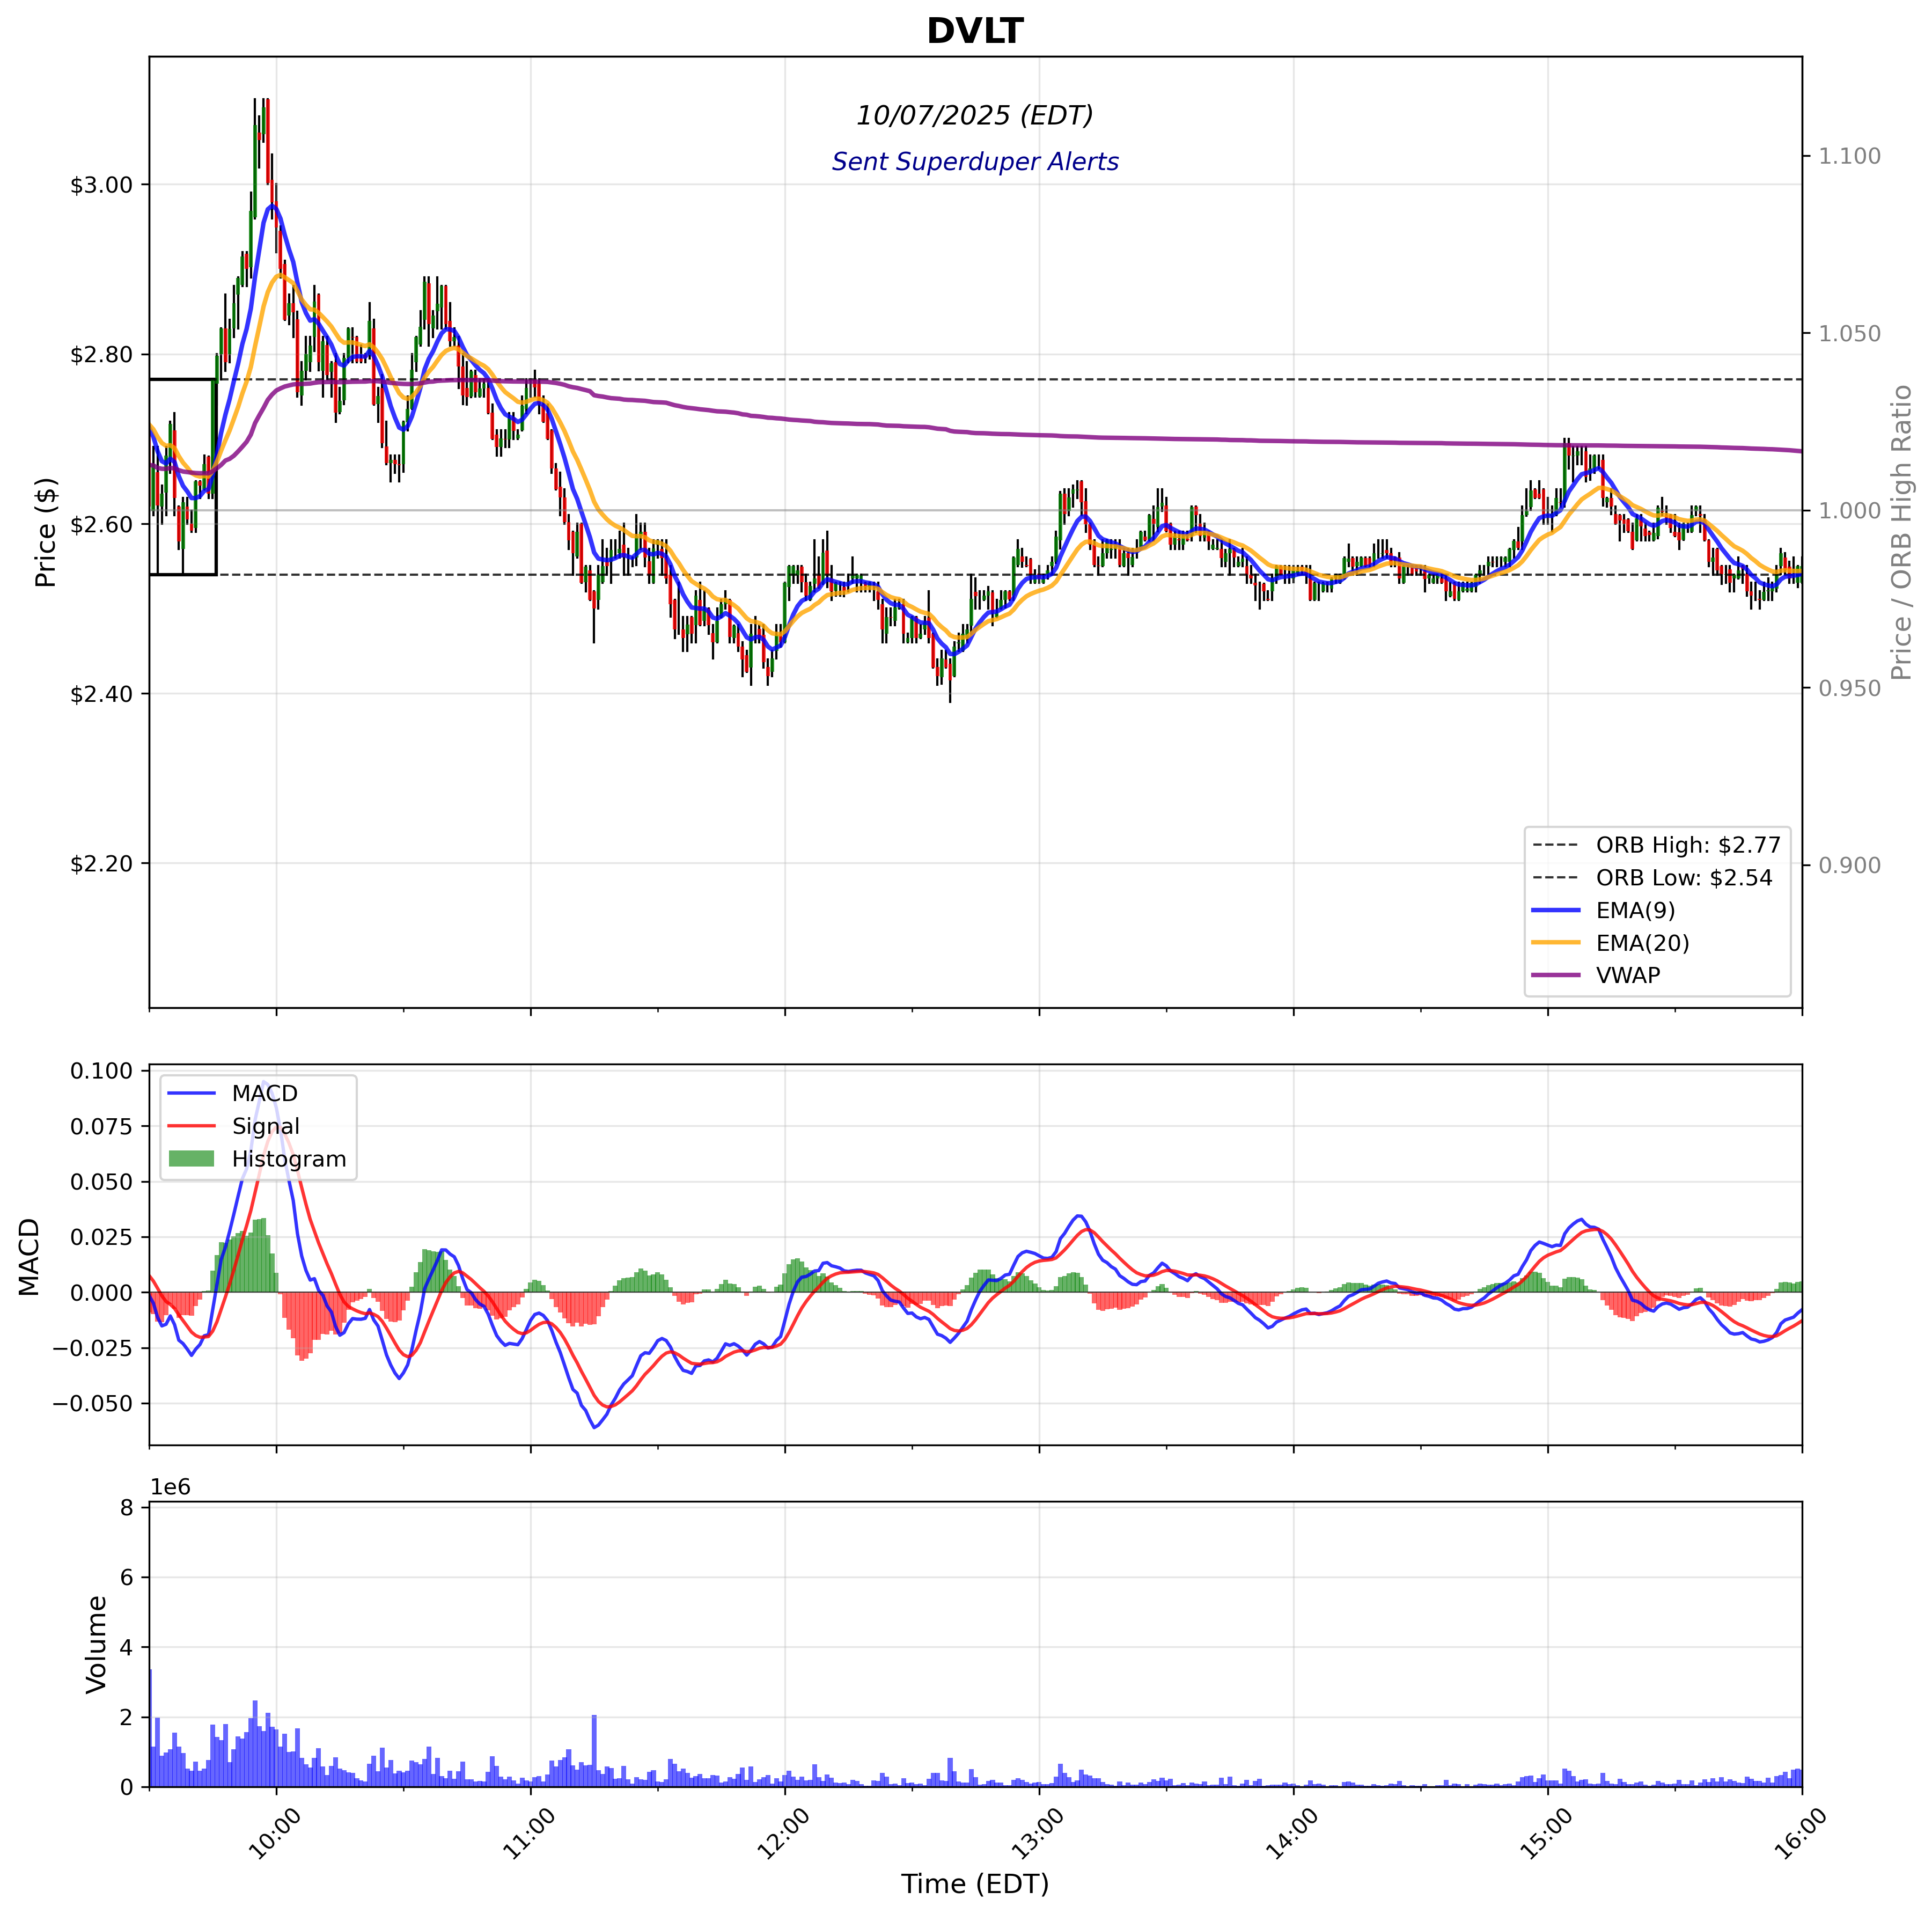 DVLT
10/07/2025 (EDT)
Sent Superduper Alerts
Price ($)
$3.00
$2.80
$2.60
$2.40
$2.20
1.100
1.050
1.000
0.950
0.900
Price / ORB High Ratio
ORB High: $2.77
ORB Low: $2.54
EMA(9)
EMA(20)
VWAP
MACD
0.100
0.075
0.050
0.025
0.000
−0.025
−0.050
MACD
Signal
Histogram
1e6
Volume
8
6
4
2
0
10:00
11:00
12:00
13:00
14:00
15:00
16:00
Time (EDT)